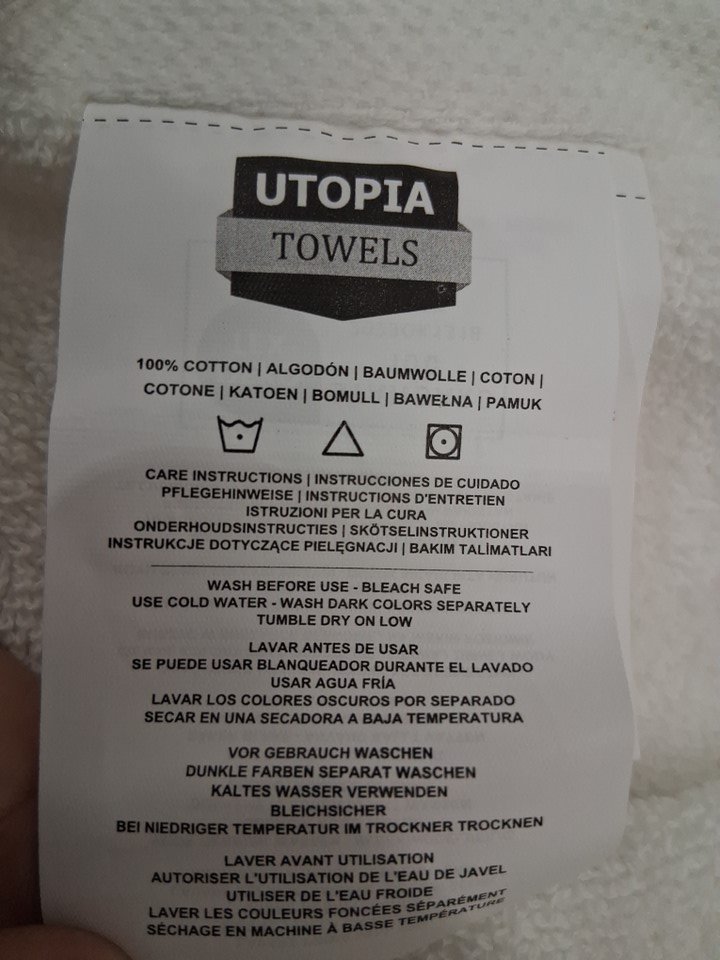 UTOPIA
TOWELS
100% COTTON | ALGODÓN | BAUMWOLLE | COTON |
COTONE | KATOEN | BOMULL | BAWEŁNA | PAMUK
CARE INSTRUCTIONS | INSTRUCCIONES DE CUIDADO
PFLEGEHINWEISE | INSTRUCTIONS D'ENTRETIEN
ISTRUZIONI PER LA CURA
ONDERHOUDSINSTRUCTIES | SKÖTSELINSTRUKTIONER
INSTRUKCJE DOTYCZĄCE PIELĘGNACJI | BAKIM TALİMATLARI
WASH BEFORE USE - BLEACH SAFE
USE COLD WATER - WASH DARK COLORS SEPARATELY
TUMBLE DRY ON LOW
LAVAR ANTES DE USAR
SE PUEDE USAR BLANQUEADOR DURANTE EL LAVADO
USAR AGUA FRÍA
LAVAR LOS COLORES OSCUROS POR SEPARADO
SECAR EN UNA SECADORA A BAJA TEMPERATURA
VOR GEBRAUCH WASCHEN
DUNKLE FARBEN SEPARAT WASCHEN
KALTES WASSER VERWENDEN
BLEICHSICHER
BEI NIEDRIGER TEMPERATUR IM TROCKNER TROCKNEN
LAVER AVANT UTILISATION
AUTORISER L'UTILISATION DE L'EAU DE JAVEL
UTILISER DE L'EAU FROIDE
LAVER LES COULEURS FONCÉES SÉPARÉMENT
SÉCHAGE EN MACHINE À BASSE TEMPÉRATURE